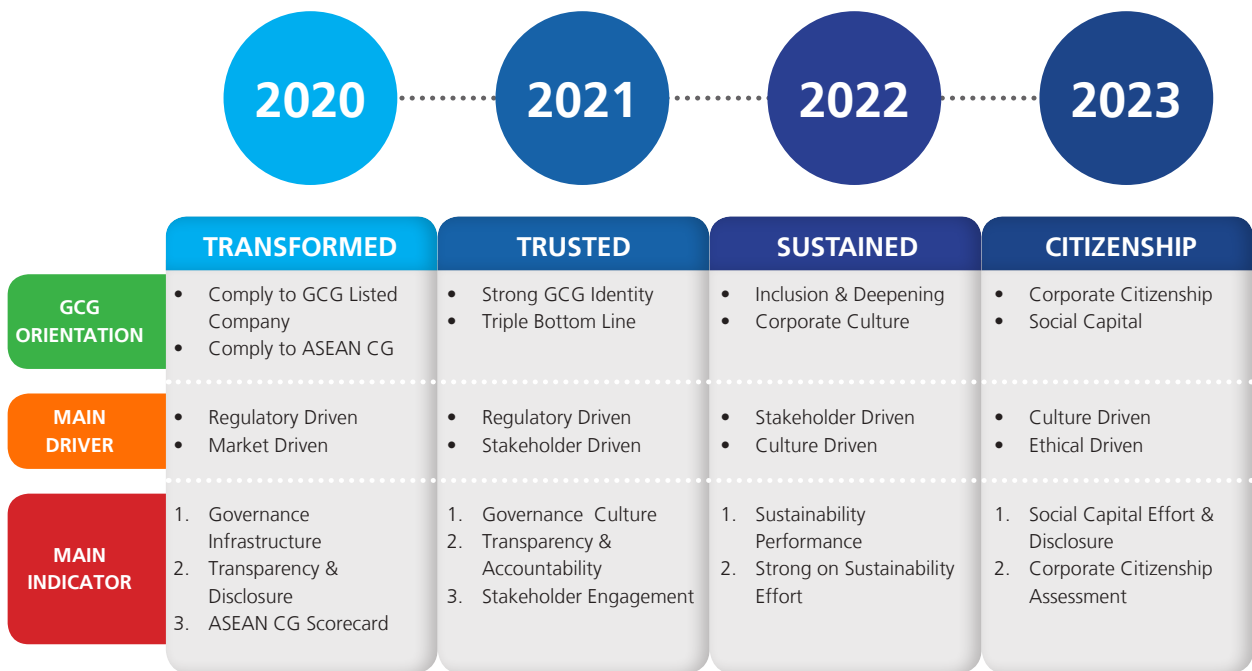 2020
2021
2022
2023
TRANSFORMED
TRUSTED
SUSTAINED
CITIZENSHIP
GCG
ORIENTATION
• Comply to GCG Listed
Company
• Comply to ASEAN CG
• Strong GCG Identity
• Triple Bottom Line
• Inclusion & Deepening
• Corporate Culture
• Corporate Citizenship
• Social Capital
MAIN
DRIVER
• Regulatory Driven
• Market Driven
• Regulatory Driven
• Stakeholder Driven
• Stakeholder Driven
• Culture Driven
• Culture Driven
• Ethical Driven
MAIN
INDICATOR
1. Governance
Infrastructure
2. Transparency &
Disclosure
3. ASEAN CG Scorecard
1. Governance Culture
2. Transparency &
Accountability
3. Stakeholder Engagement
1. Sustainability
Performance
2. Strong on Sustainability
Effort
1. Social Capital Effort &
Disclosure
2. Corporate Citizenship
Assessment